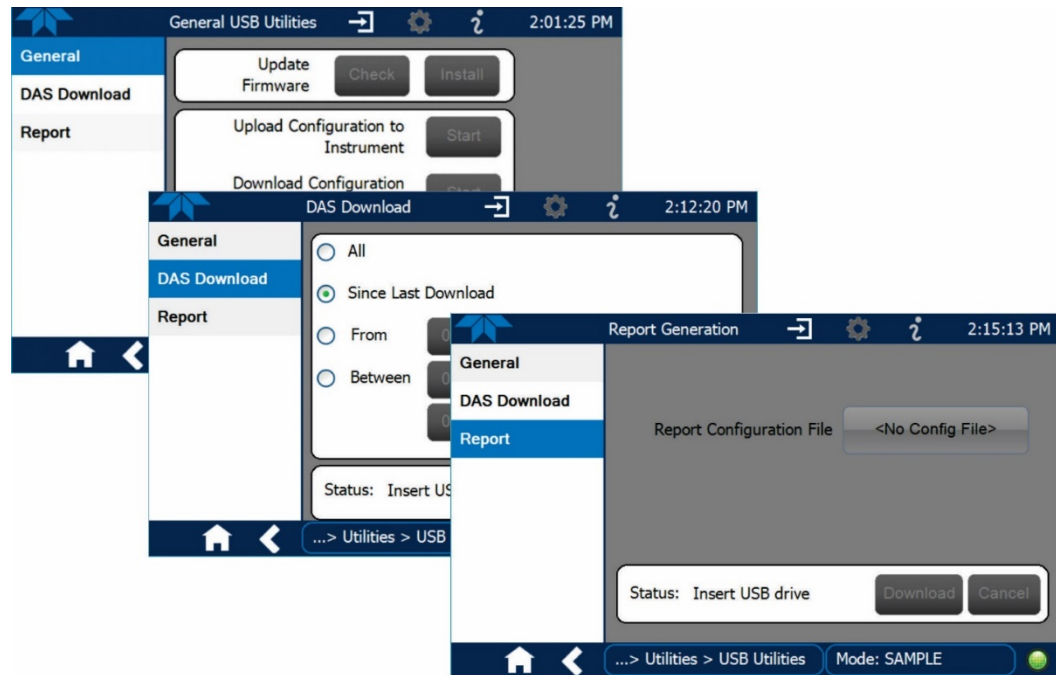 General USB Utilities 2:01:25 PM
General
DAS Download
Report
Update
Firmware
Check
Install
Upload Configuration to
Instrument
Start
Download Configuration
Start
DAS Download 2:12:20 PM
General
DAS Download
Report
All
Since Last Download
From
Between
Status: Insert US
...> Utilities > USB
Report Generation 2:15:13 PM
General
DAS Download
Report
Report Configuration File
<No Config File>
Status: Insert USB drive
Download
Cancel
...> Utilities > USB Utilities
Mode: SAMPLE